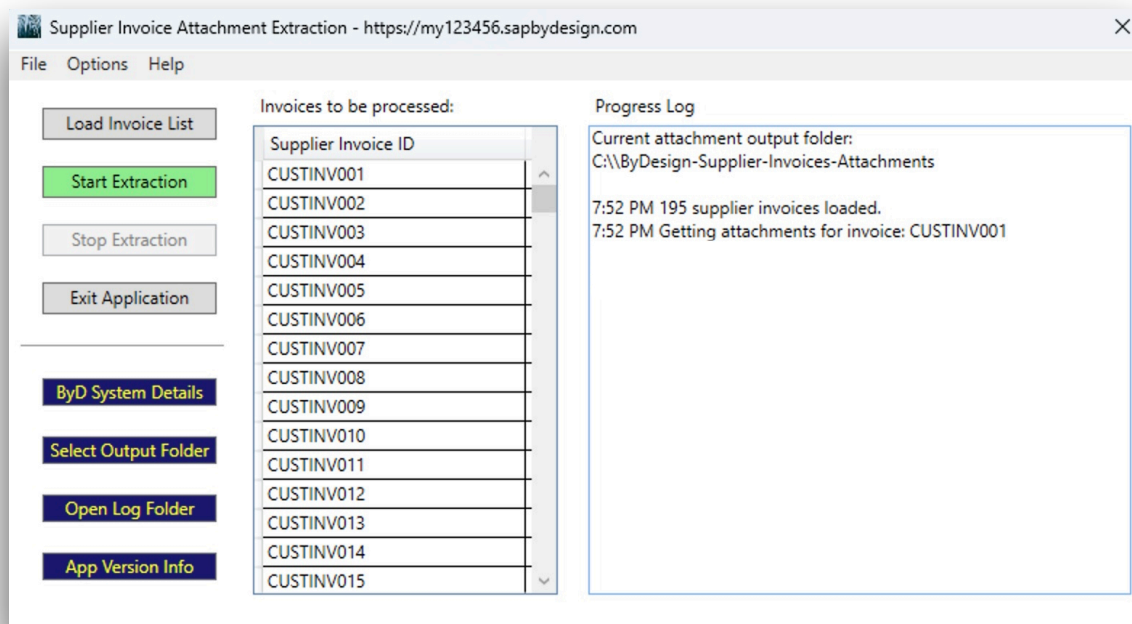 Supplier Invoice Attachment Extraction - https://my123456.sapbydesign.com
File Options Help
Load Invoice List
Start Extraction
Stop Extraction
Exit Application
ByD System Details
Select Output Folder
Open Log Folder
App Version Info
Invoices to be processed:
Supplier Invoice ID
CUSTINV001
CUSTINV002
CUSTINV003
CUSTINV004
CUSTINV005
CUSTINV006
CUSTINV007
CUSTINV008
CUSTINV009
CUSTINV010
CUSTINV011
CUSTINV012
CUSTINV013
CUSTINV014
CUSTINV015
Progress Log
Current attachment output folder:
C:\\ByDesign-Supplier-Invoices-Attachments
7:52 PM 195 supplier invoices loaded.
7:52 PM Getting attachments for invoice: CUSTINV001